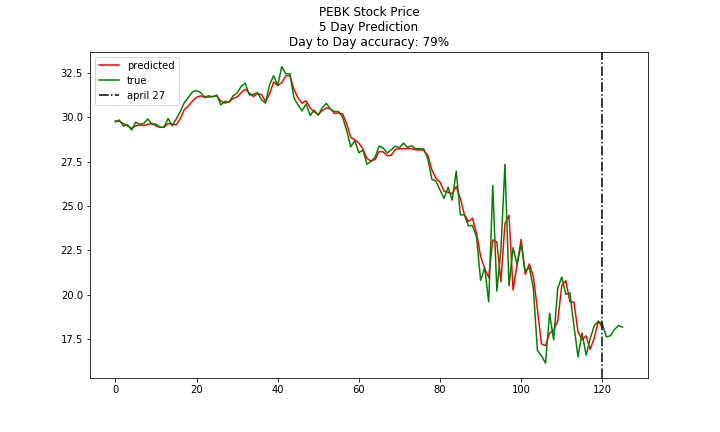 PEBK Stock Price
5 Day Prediction
Day to Day accuracy: 79%
predicted
true
april 27
32.5
30.0
27.5
25.0
22.5
20.0
17.5
0 20 40 60 80 100 120